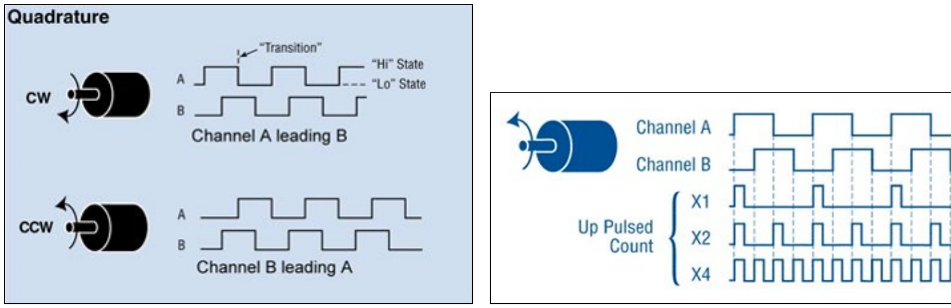 Quadrature
"Transition"
"Hi" State
A
"Lo" State
CW
B
Channel A leading B
A
CCW
B
Channel B leading A
Channel A
Channel B
X1
Up Pulsed
Count
X2
X4